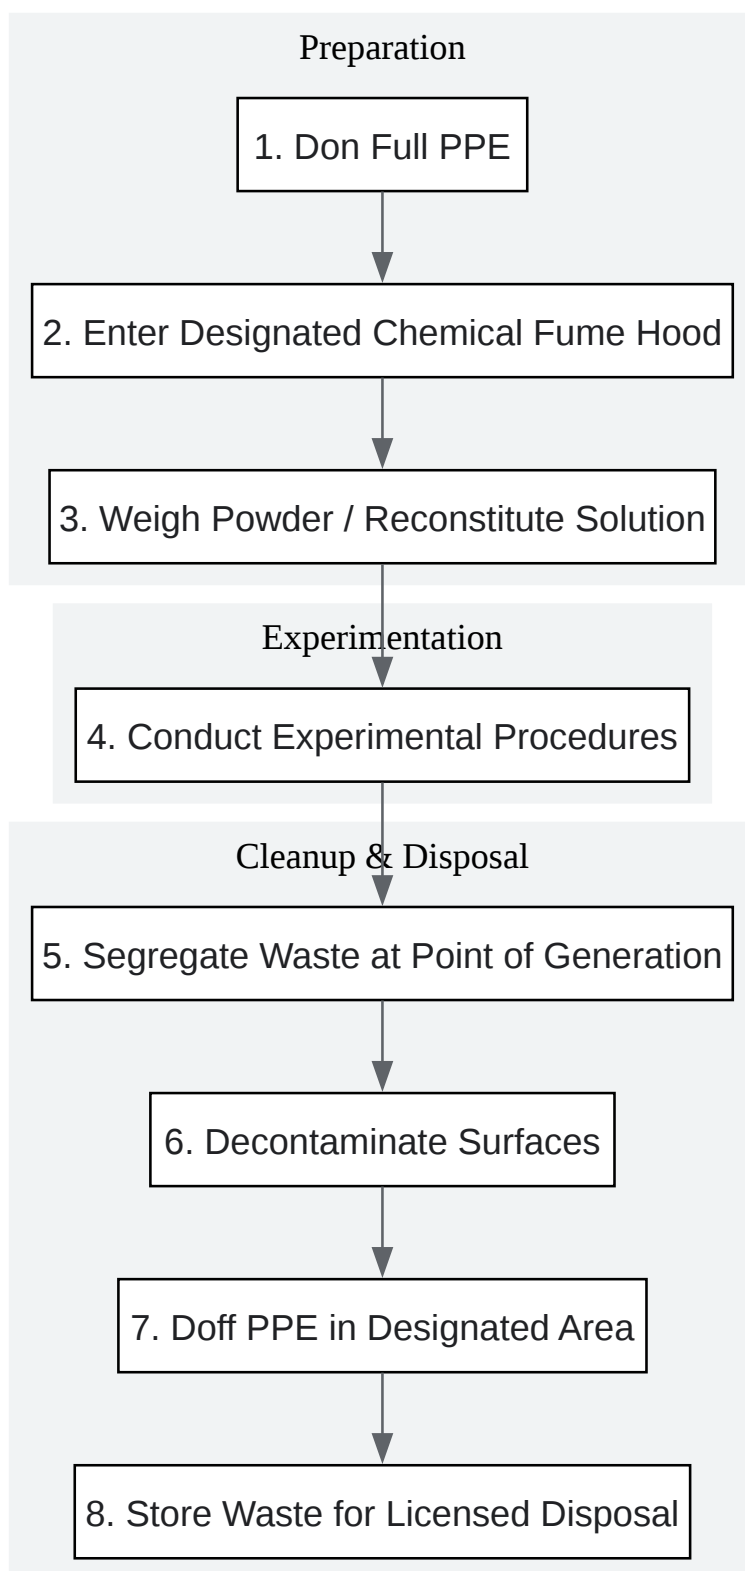 Preparation
1. Don Full PPE
2. Enter Designated Chemical Fume Hood
3. Weigh Powder / Reconstitute Solution
Experimentation
4. Conduct Experimental Procedures
Cleanup & Disposal
5. Segregate Waste at Point of Generation
6. Decontaminate Surfaces
7. Doff PPE in Designated Area
8. Store Waste for Licensed Disposal